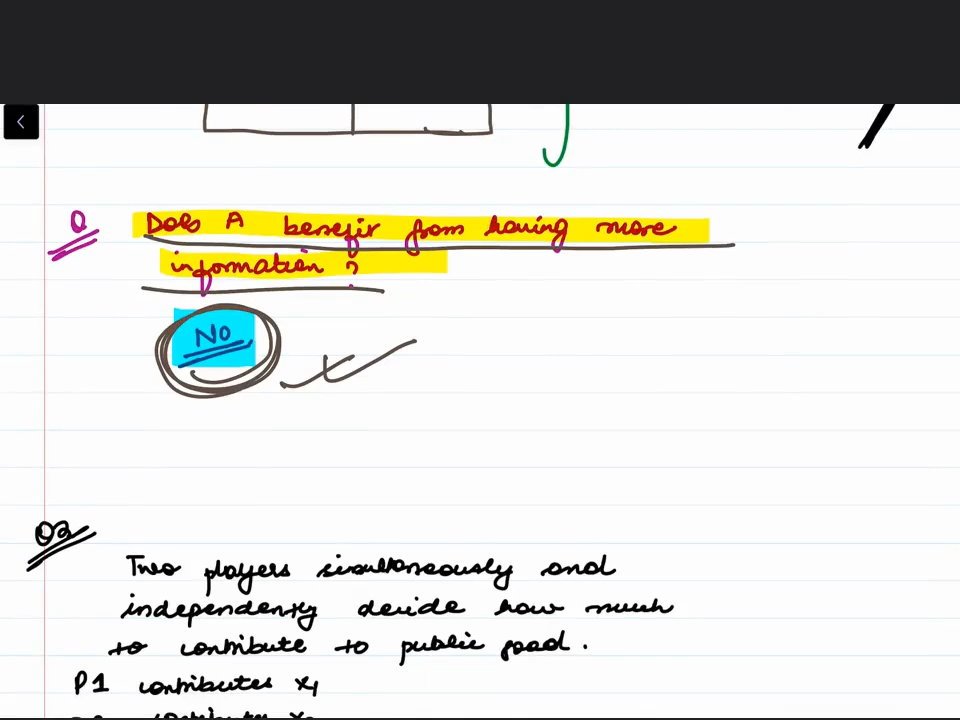 Q Does A benefit from having more
information ?
No
Q2
Two players simultaneously and
independently decide how much
to contribute to public good.
P1 contributes x1